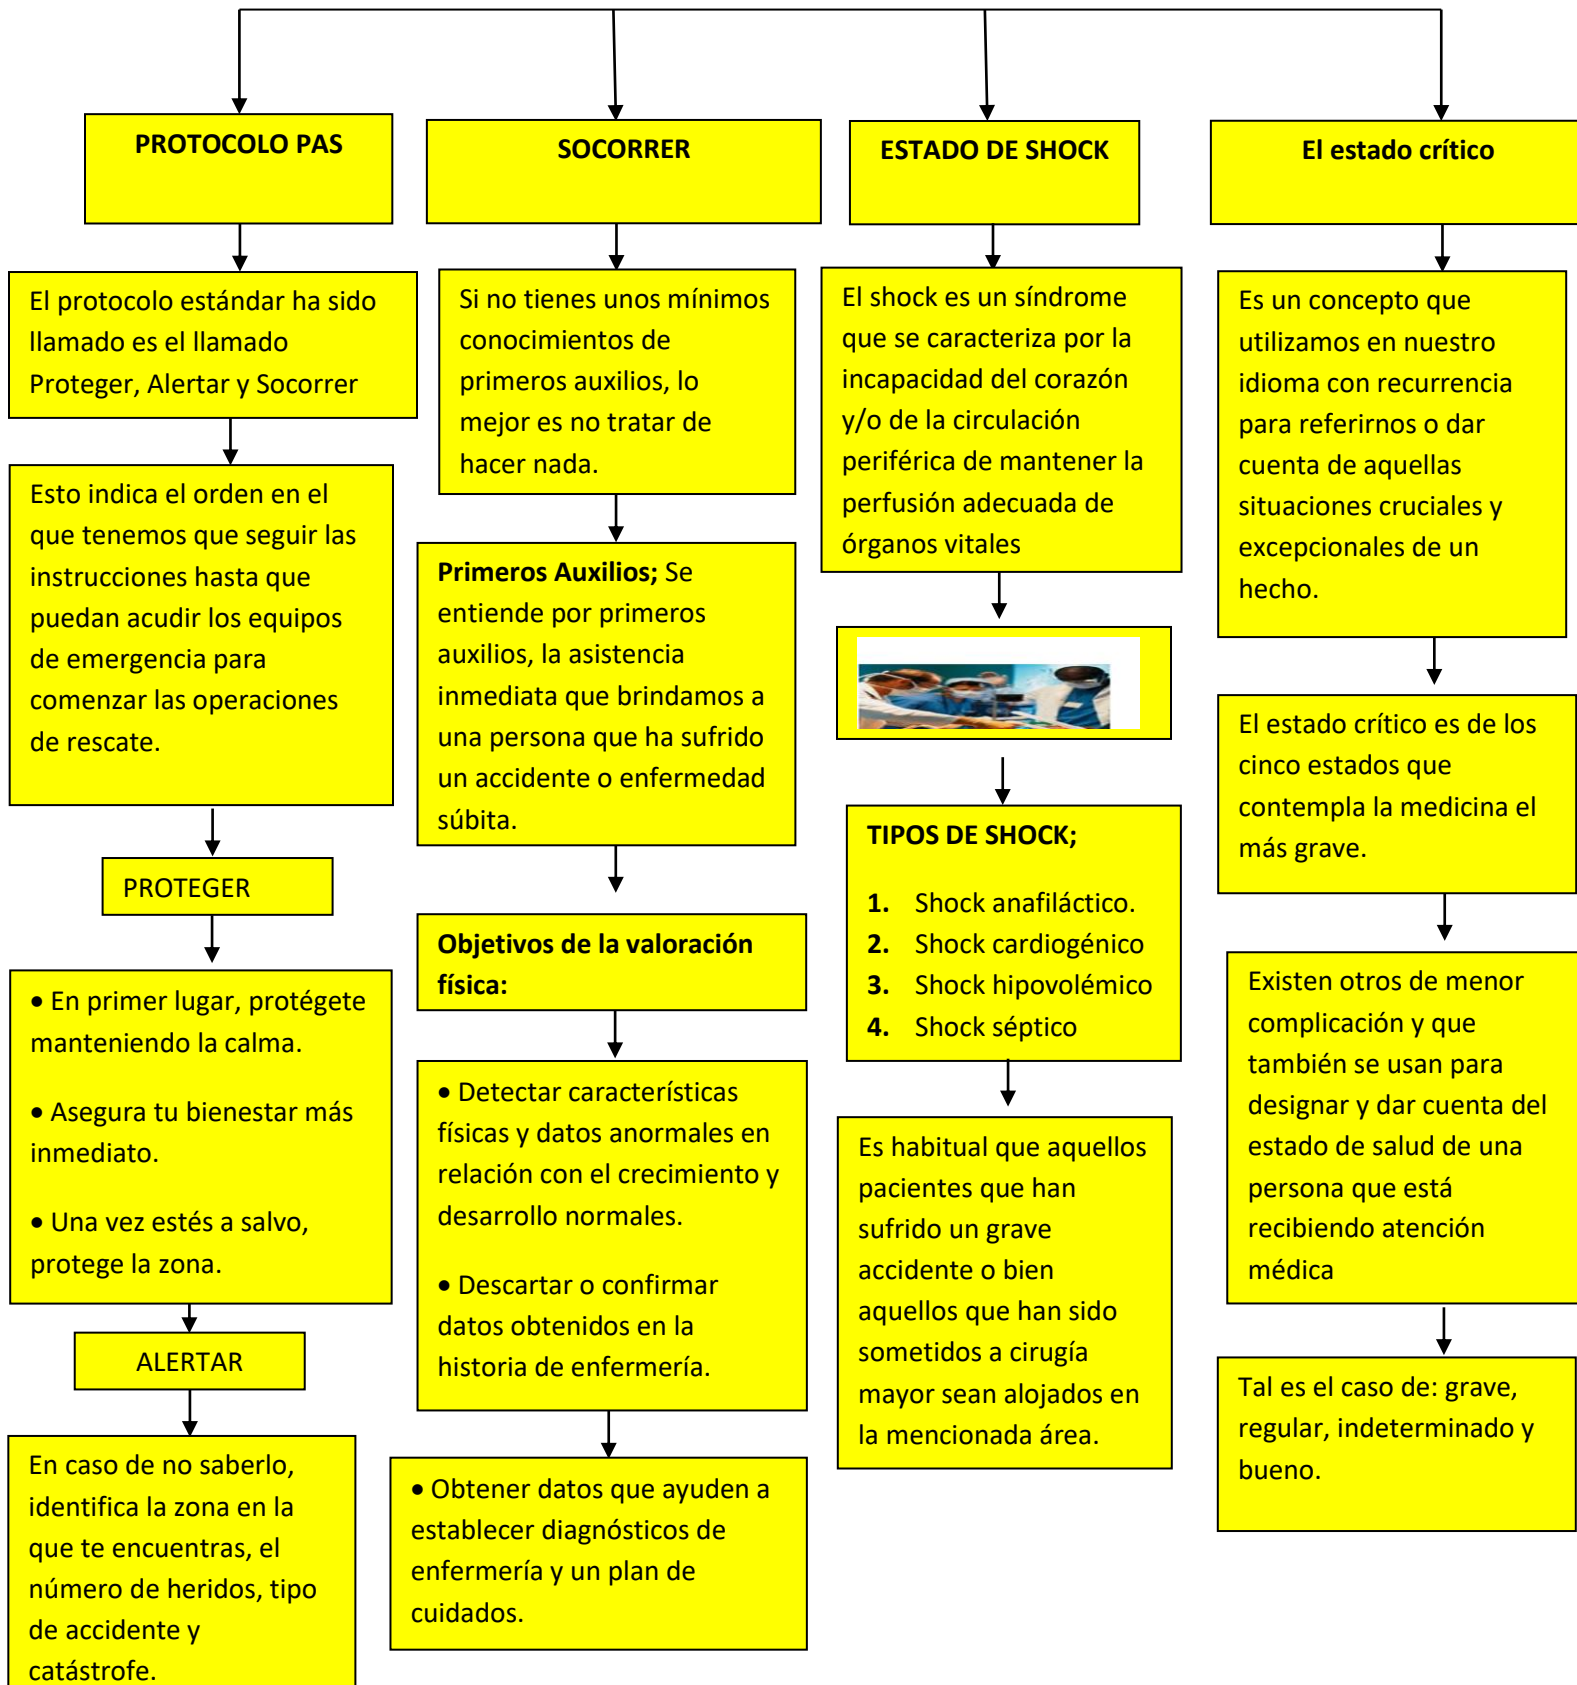 PROTOCOLO PAS
El protocolo estándar ha sido
llamado es el llamado
Proteger, Alertar y Socorrer
Esto indica el orden en el
que tenemos que seguir las
instrucciones hasta que
puedan acudir los equipos
de emergencia para
comenzar las operaciones
de rescate.
PROTEGER
• En primer lugar, protégete
manteniendo la calma.
• Asegura tu bienestar más
inmediato.
• Una vez estés a salvo,
protege la zona.
ALERTAR
En caso de no saberlo,
identifica la zona en la
que te encuentras, el
número de heridos, tipo
de accidente y
catástrofe.
SOCORRER
Si no tienes unos mínimos
conocimientos de
primeros auxilios, lo
mejor es no tratar de
hacer nada.
Primeros Auxilios; Se
entiende por primeros
auxilios, la asistencia
inmediata que brindamos a
una persona que ha sufrido
un accidente o enfermedad
súbita.
Objetivos de la valoración
física:
• Detectar características
físicas y datos anormales en
relación con el crecimiento y
desarrollo normales.
• Descartar o confirmar
datos obtenidos en la
historia de enfermería.
• Obtener datos que ayuden a
establecer diagnósticos de
enfermería y un plan de
cuidados.
ESTADO DE SHOCK
El shock es un síndrome
que se caracteriza por la
incapacidad del corazón
y/o de la circulación
periférica de mantener la
perfusión adecuada de
órganos vitales
TIPOS DE SHOCK;
1. Shock anafiláctico.
2. Shock cardiogénico
3. Shock hipovolémico
4. Shock séptico
Es habitual que aquellos
pacientes que han
sufrido un grave
accidente o bien
aquellos que han sido
sometidos a cirugía
mayor sean alojados en
la mencionada área.
El estado crítico
Es un concepto que
utilizamos en nuestro
idioma con recurrencia
para referirnos o dar
cuenta de aquellas
situaciones cruciales y
excepcionales de un
hecho.
El estado crítico es de los
cinco estados que
contempla la medicina el
más grave.
Existen otros de menor
complicación y que
también se usan para
designar y dar cuenta del
estado de salud de una
persona que está
recibiendo atención
médica
Tal es el caso de: grave,
regular, indeterminado y
bueno.